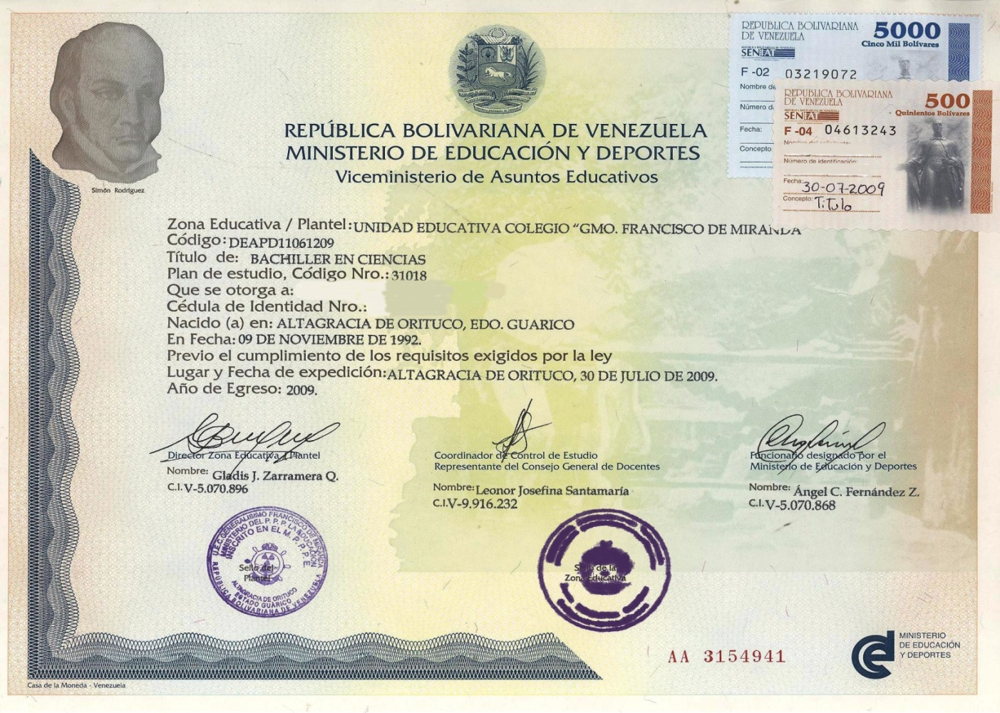 REPUBLICA BOLIVARIANA
DE VENEZUELA
5000
Cinco Mil Bolívares
SENIAT
F -02 03219072
Nombre de
Número d
Fecha:
Concepto
REPUBLICA BOLIVARIANA
DE VENEZUELA
500
Quinientos Bolívares
SENIAT
F -04 04613243
Número de identificación:
Fecha: 30-07-2009
Concepto: Titulo
Simón Rodríguez
REPÚBLICA BOLIVARIANA DE VENEZUELA
MINISTERIO DE EDUCACIÓN Y DEPORTES
Viceministerio de Asuntos Educativos
Zona Educativa / Plantel: UNIDAD EDUCATIVA COLEGIO “GMO. FRANCISCO DE MIRANDA
Código: DEAPD11061209
Título de: BACHILLER EN CIENCIAS
Plan de estudio, Código Nro.: 31018
Que se otorga a:
Cédula de Identidad Nro.:
Nacido (a) en: ALTAGRACIA DE ORITUCO, EDO. GUARICO
En Fecha: 09 DE NOVIEMBRE DE 1992.
Previo el cumplimiento de los requisitos exigidos por la ley
Lugar y Fecha de expedición: ALTAGRACIA DE ORITUCO, 30 DE JULIO DE 2009.
Año de Egreso: 2009.
Director Zona Educativa / Plantel
Nombre: Gladis J. Zarramera Q.
C.I. V-5.070.896
Coordinador de Control de Estudio
Representante del Consejo General de Docentes
Nombre: Leonor Josefina Santamaría
C.I.V-9.916.232
Funcionario designado por el
Ministerio de Educación y Deportes
Nombre: Ángel C. Fernández Z.
C.I. V-5.070.868
U.E.C. GENERALISIMO FRANCISCO DE MIRANDA
MINISTERIO DEL P. P. P. LA EDUCACIÓN
INSCRITO EN EL M. P. P. P. E.
Sello del
Plantel
ALTAGRACIA DE ORITUCO
ESTADO GUÁRICO
REPÚBLICA BOLIVARIANA DE VENEZUELA
Sello de la
Zona Educativa
AA 3154941
MINISTERIO
DE EDUCACIÓN
Y DEPORTES
Casa de la Moneda - Venezuela